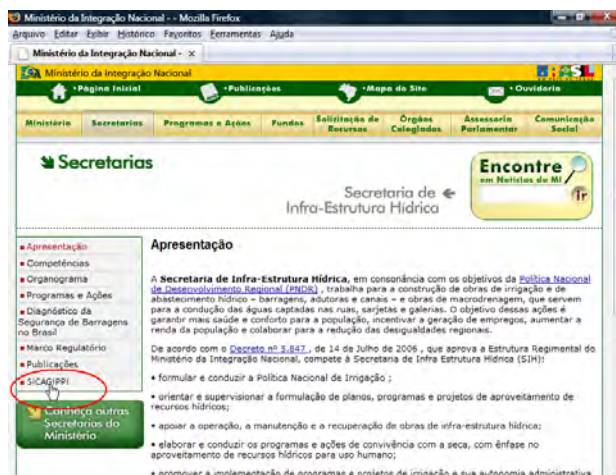 Ministério da Integração Nacional - - Mozilla Firefox
Arquivo Editar Exibir Histórico Favoritos Ferramentas Ajuda
Ministério da Integração Nacional - x
Ministério da Integração Nacional
•Página Inicial •Publicações •Mapa do Site •Ouvidoria
Ministério Secretarias Programas e Ações Fundos Solicitação de Recursos Órgãos Colegiados Assessoria Parlamentar Comunicação Social
Secretarias
Encontre
em Notícias do MI
ir
Secretaria de
Infra-Estrutura Hídrica
Apresentação
Competências
Organograma
Programas e Ações
Diagnóstico da
Segurança de Barragens
no Brasil
Marco Regulatório
Publicações
SICAGIPPI
Conheça outras
Secretarias do
Ministério
Apresentação
A Secretaria de Infra-Estrutura Hídrica, em consonância com os objetivos da Política Nacional
de Desenvolvimento Regional (PNDR) , trabalha para a construção de obras de irrigação e de
abastecimento hídrico – barragens, adutoras e canais – e obras de macrodrenagem, que servem
para a condução das águas captadas nas ruas, sarjetas e galerias. O objetivo dessas ações é
garantir mais saúde e conforto para a população, incentivar a geração de empregos, aumentar a
renda da população e colaborar para a redução das desigualdades regionais.
De acordo com o Decreto nº 5.847 , de 14 de Julho de 2006 , que aprova a Estrutura Regimental do
Ministério da Integração Nacional, compete à Secretaria de Infra Estrutura Hídrica (SIH):
• formular e conduzir a Política Nacional de Irrigação ;
• orientar e supervisionar a formulação de planos, programas e projetos de aproveitamento de
recursos hídricos;
• apoiar a operação, a manutenção e a recuperação de obras de infra-estrutura hídrica;
• elaborar e conduzir os programas e ações de convivência com a seca, com ênfase no
aproveitamento de recursos hídricos para uso humano;
• promover a implementação de programas e projetos de irrigação e sua autonomia administrativa